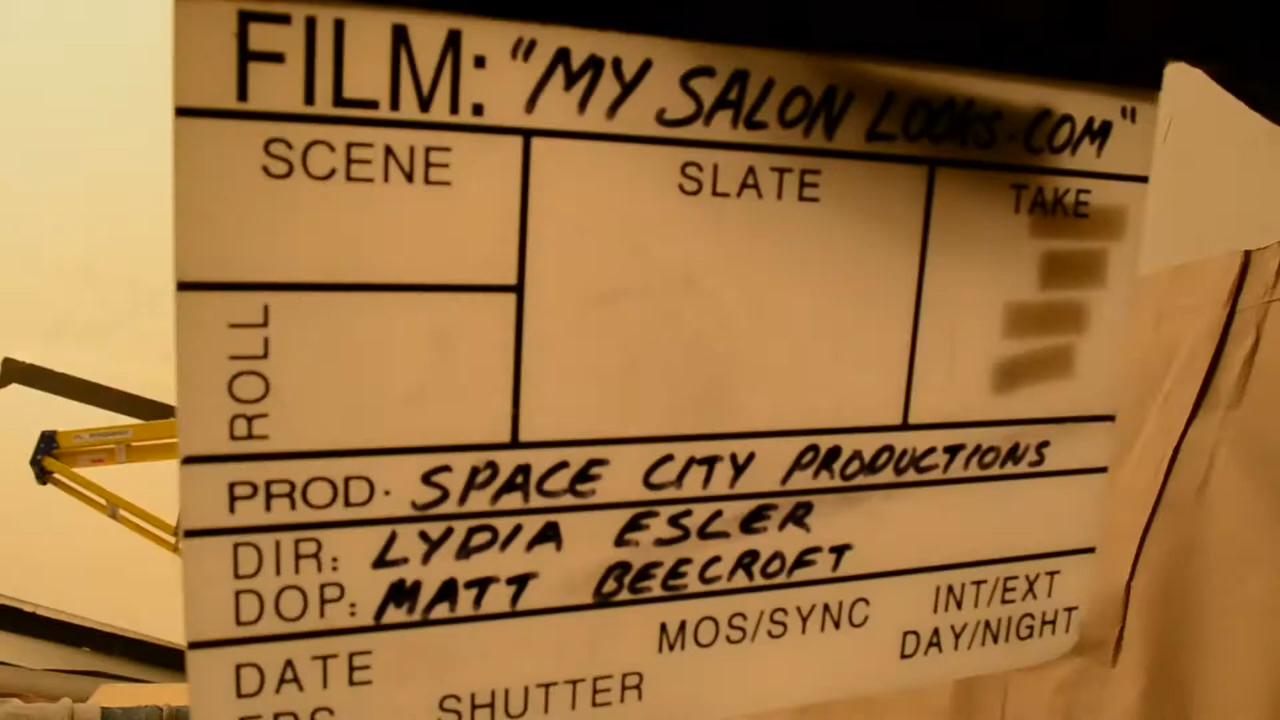 FILM: "MY SALON LOOKS.COM"
SCENE SLATE TAKE
ROLL
PROD. SPACE CITY PRODUCTIONS
DIR: LYDIA ESLER
DOP: MATT BEECROFT
DATE MOS/SYNC INT/EXT
DAY/NIGHT
SHUTTER